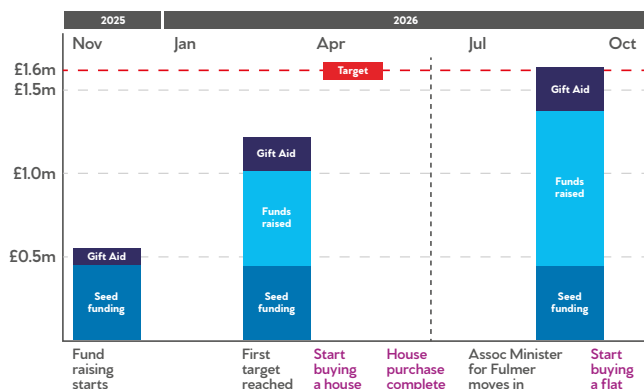 2025
2026
Nov
Jan
Apr
Jul
Oct
£1.6m
Target
£1.5m
£1.0m
£0.5m
Gift Aid
Seed
funding
Gift Aid
Funds
raised
Seed
funding
Gift Aid
Funds
raised
Seed
funding
Fund
raising
starts
First
target
reached
Start
buying
a house
House
purchase
complete
Assoc Minister
for Fulmer
moves in
Start
buying
a flat